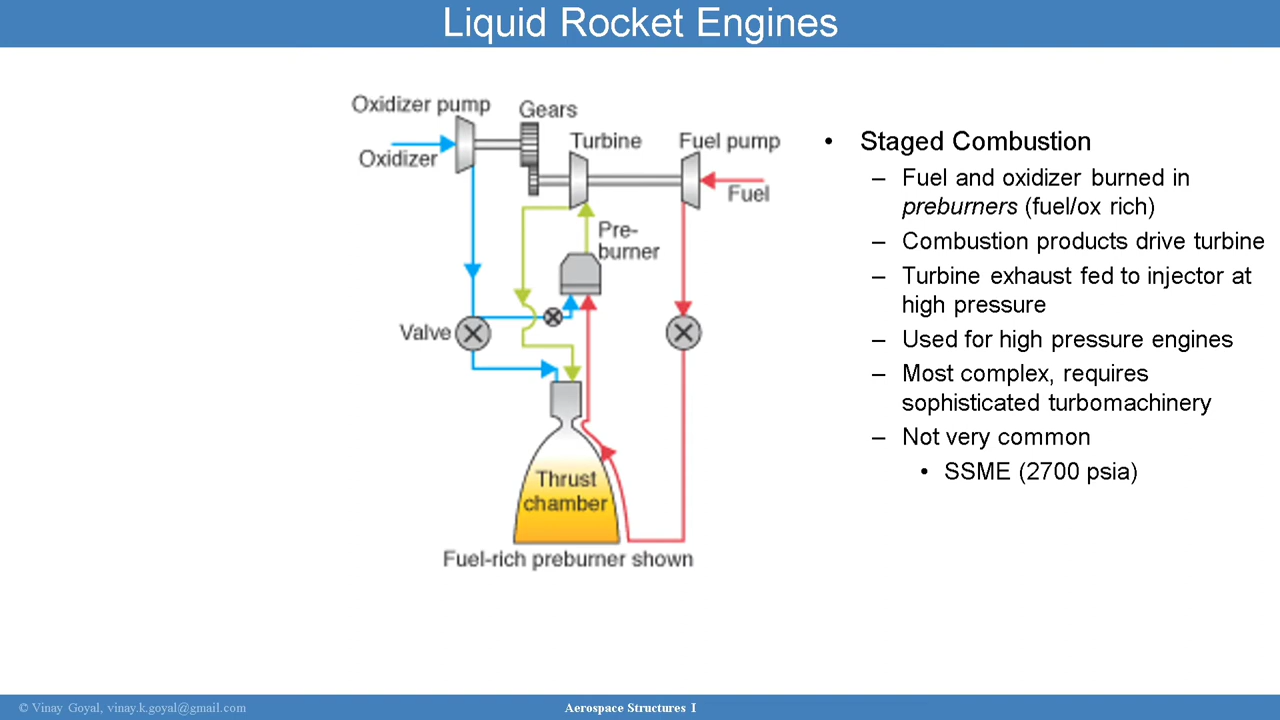 Liquid Rocket Engines
Oxidizer pump
Gears
Turbine
Fuel pump
Oxidizer
Fuel
Pre-
burner
Valve
Thrust
chamber
Fuel-rich preburner shown
• Staged Combustion
– Fuel and oxidizer burned in
preburners (fuel/ox rich)
– Combustion products drive turbine
– Turbine exhaust fed to injector at
high pressure
– Used for high pressure engines
– Most complex, requires
sophisticated turbomachinery
– Not very common
• SSME (2700 psia)
© Vinay Goyal, vinay.k.goyal@gmail.com
Aerospace Structures I